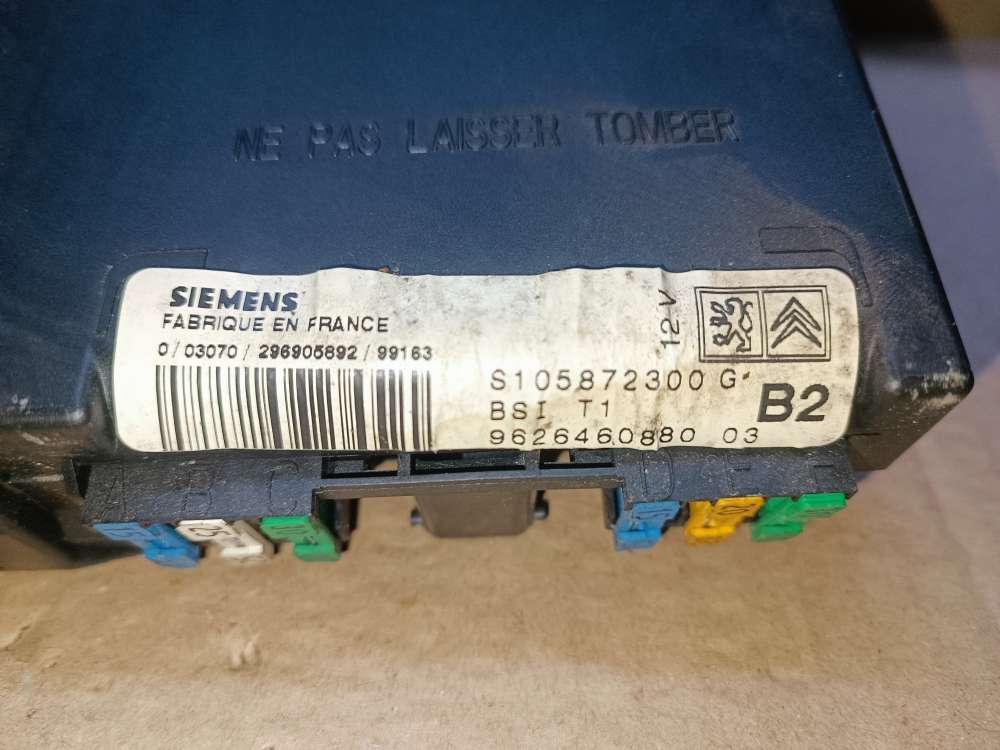 NE PAS LAISSER TOMBER
SIEMENS
FABRIQUE EN FRANCE
0/03070/296905892/99163
12 V
S105872300 G
BSI T1
B2
9626460880 03
A B C D E F
25